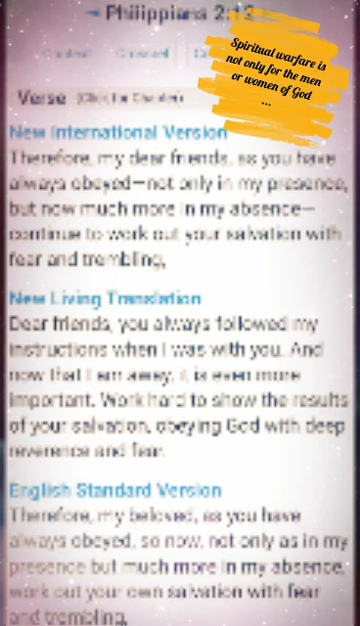 Philippians 2:12
Spiritual warfare is
not only for the men
or women of God
...
Context Crossref
Verse (Click for Chapter)
New International Version
Therefore, my dear friends, as you have
always obeyed—not only in my presence,
but now much more in my absence—
continue to work out your salvation with
fear and trembling,
New Living Translation
Dear friends, you always followed my
instructions when I was with you. And
now that I am away, it is even more
important. Work hard to show the results
of your salvation, obeying God with deep
reverence and fear.
English Standard Version
Therefore, my beloved, as you have
always obeyed, so now, not only as in my
presence but much more in my absence,
work out your own salvation with fear
and trembling,